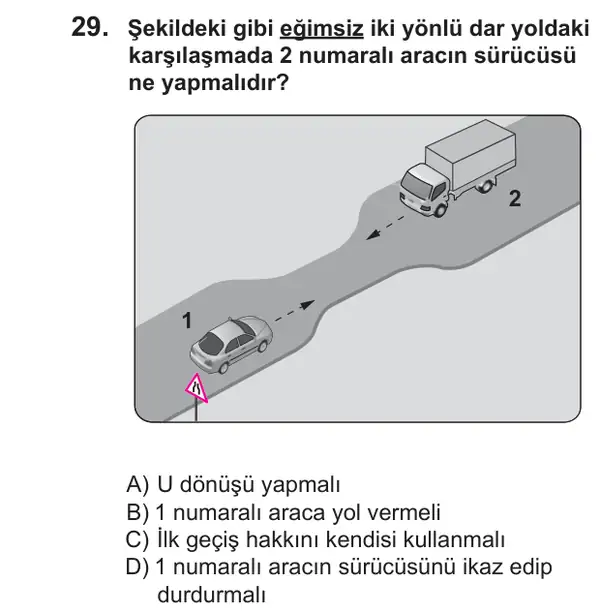 29. Şekildeki gibi eğimsiz iki yönlü dar yoldaki
karşılaşmada 2 numaralı aracın sürücüsü
ne yapmalıdır?
2
1
A) U dönüşü yapmalı
B) 1 numaralı araca yol vermeli
C) İlk geçiş hakkını kendisi kullanmalı
D) 1 numaralı aracın sürücüsünü ikaz edip
durdurmalı